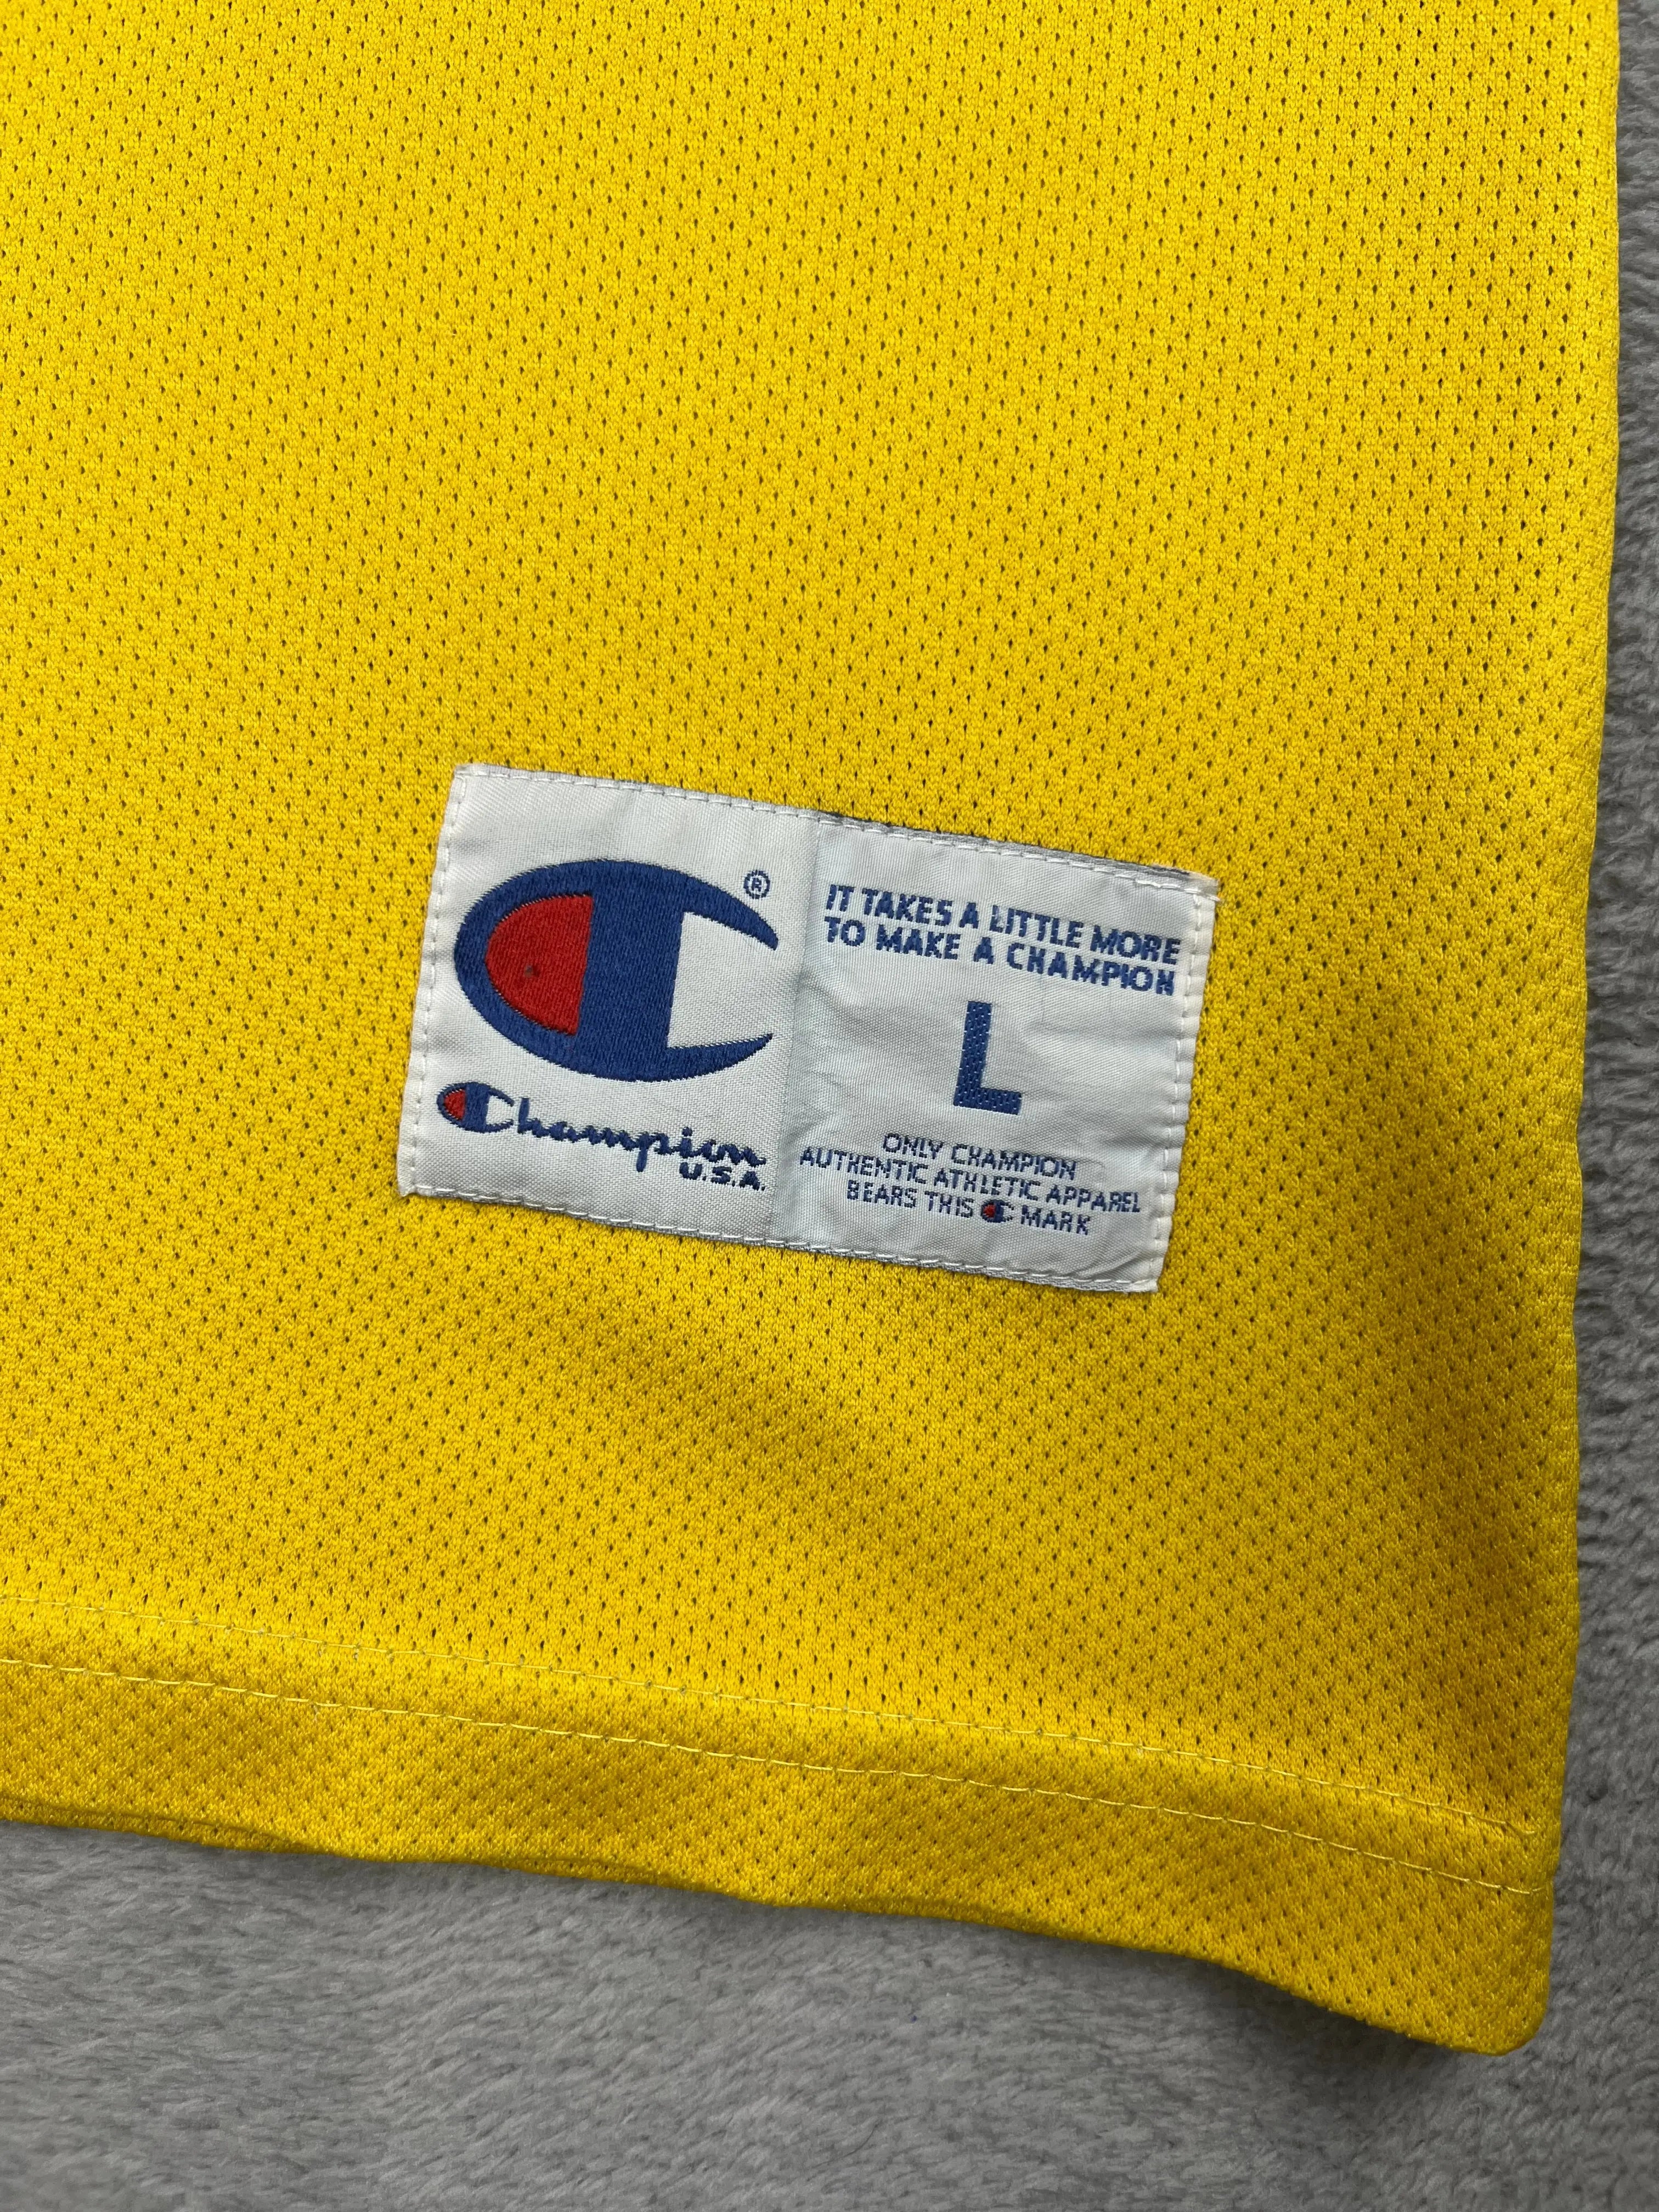 ®
Champion
U.S.A.
IT TAKES A LITTLE MORE
TO MAKE A CHAMPION
L
ONLY CHAMPION
AUTHENTIC ATHLETIC APPAREL
BEARS THIS C MARK